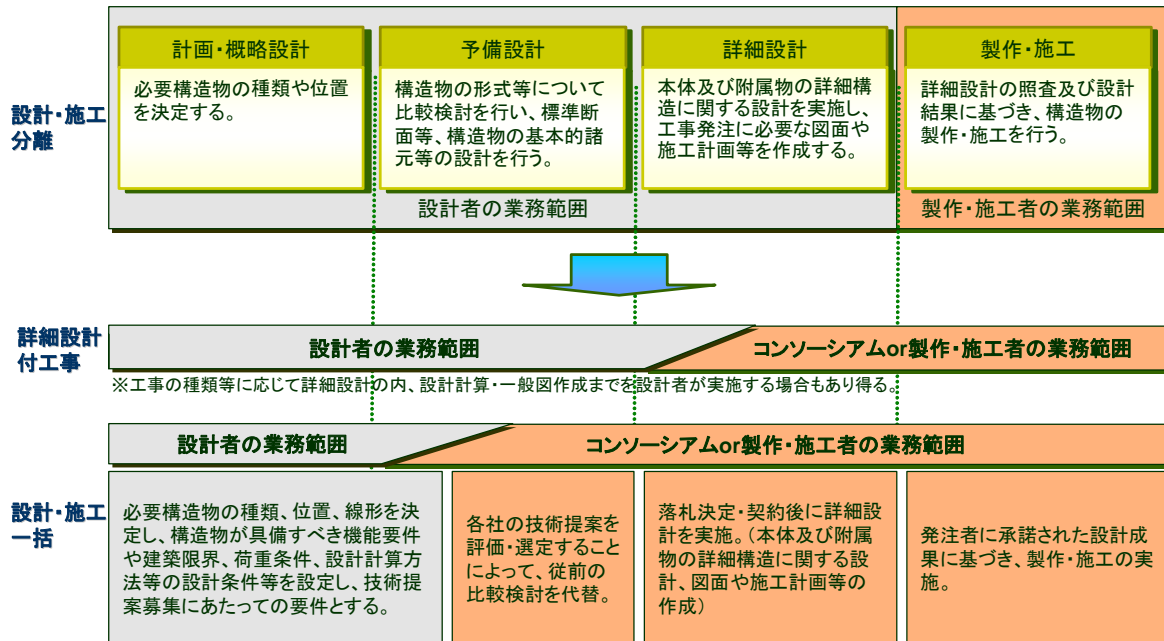 計画・概略設計
必要構造物の種類や位置
を決定する。
予備設計
構造物の形式等について
比較検討を行い、標準断
面等、構造物の基本的諸
元等の設計を行う。
詳細設計
本体及び附属物の詳細構
造に関する設計を実施し、
工事発注に必要な図面や
施工計画等を作成する。
製作・施工
詳細設計の照査及び設計
結果に基づき、構造物の
製作・施工を行う。
設計・施工
分離
設計者の業務範囲
製作・施工者の業務範囲
詳細設計
付工事
設計者の業務範囲
コンソーシアムor製作・施工者の業務範囲
※工事の種類等に応じて詳細設計の内、設計計算・一般図作成までを設計者が実施する場合もあり得る。
設計者の業務範囲
コンソーシアムor製作・施工者の業務範囲
設計・施工
一括
必要構造物の種類、位置、線形を決
定し、構造物が具備すべき機能要件
や建築限界、荷重条件、設計計算方
法等の設計条件等を設定し、技術提
案募集にあたっての要件とする。
各社の技術提案を
評価・選定すること
によって、従前の
比較検討を代替。
落札決定・契約後に詳細設
計を実施。（本体及び附属
物の詳細構造に関する設
計、図面や施工計画等の
作成）
発注者に承諾された設計成
果に基づき、製作・施工の実
施。